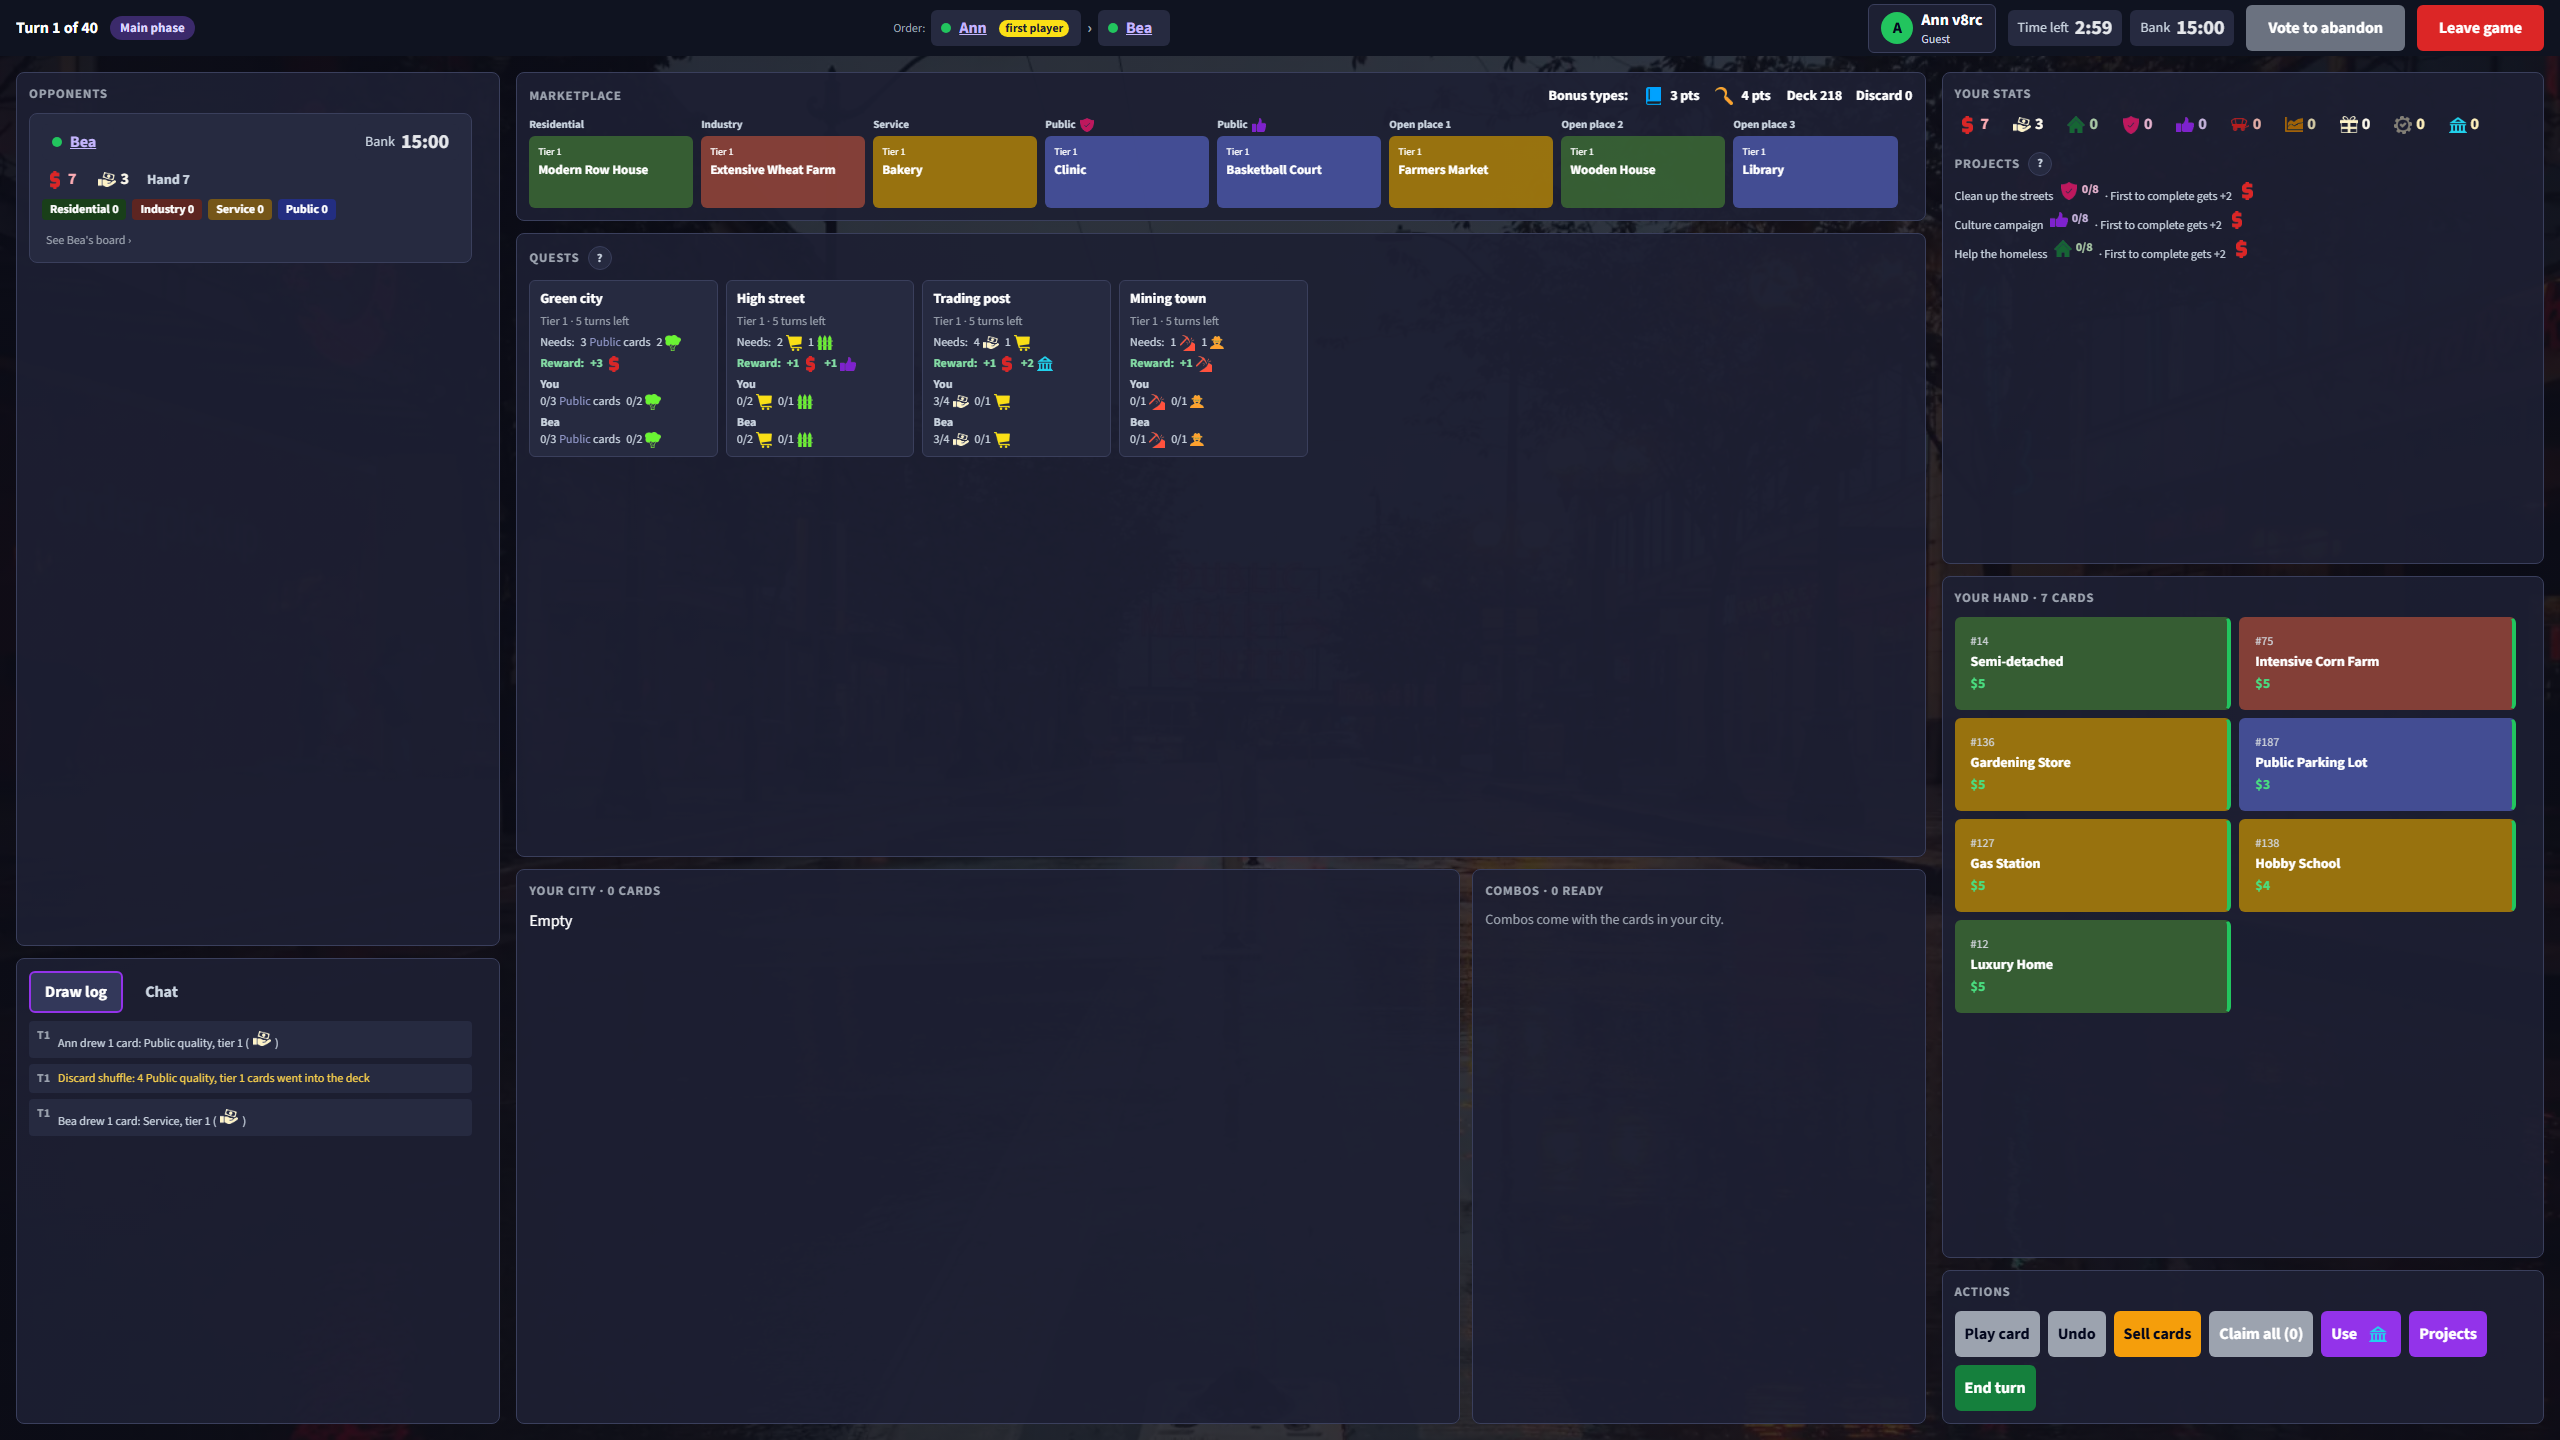 Turn 1 of 40 Main phase
Order: Ann first player › Bea
A Ann v8rc
Guest
Time left 2:59
Bank 15:00
Vote to abandon
Leave game
OPPONENTS
Bea Bank 15:00
7 3 Hand 7
Residential 0 Industry 0 Service 0 Public 0
See Bea's board ›
Draw log Chat
T1 Ann drew 1 card: Public quality, tier 1 ( )
T1 Discard shuffle: 4 Public quality, tier 1 cards went into the deck
T1 Bea drew 1 card: Service, tier 1 ( )
MARKETPLACE
Bonus types: 3 pts 4 pts Deck 218 Discard 0
Residential
Tier 1
Modern Row House
Industry
Tier 1
Extensive Wheat Farm
Service
Tier 1
Bakery
Public
Tier 1
Clinic
Public
Tier 1
Basketball Court
Open place 1
Tier 1
Farmers Market
Open place 2
Tier 1
Wooden House
Open place 3
Tier 1
Library
QUESTS ?
Green city
Tier 1 · 5 turns left
Needs: 3 Public cards 2
Reward: +3
You
0/3 Public cards 0/2
Bea
0/3 Public cards 0/2
High street
Tier 1 · 5 turns left
Needs: 2 1
Reward: +1 +1
You
0/2 0/1
Bea
0/2 0/1
Trading post
Tier 1 · 5 turns left
Needs: 4 1
Reward: +1 +2
You
3/4 0/1
Bea
3/4 0/1
Mining town
Tier 1 · 5 turns left
Needs: 1 1
Reward: +1
You
0/1 0/1
Bea
0/1 0/1
YOUR CITY · 0 CARDS
Empty
COMBOS · 0 READY
Combos come with the cards in your city.
YOUR STATS
7 3 0 0 0 0 0 0 0 0
PROJECTS ?
Clean up the streets 0/8 · First to complete gets +2
Culture campaign 0/8 · First to complete gets +2
Help the homeless 0/8 · First to complete gets +2
YOUR HAND · 7 CARDS
#14
Semi-detached
$5
#75
Intensive Corn Farm
$5
#136
Gardening Store
$5
#187
Public Parking Lot
$3
#127
Gas Station
$5
#138
Hobby School
$4
#12
Luxury Home
$5
ACTIONS
Play card Undo Sell cards Claim all (0) Use Projects
End turn